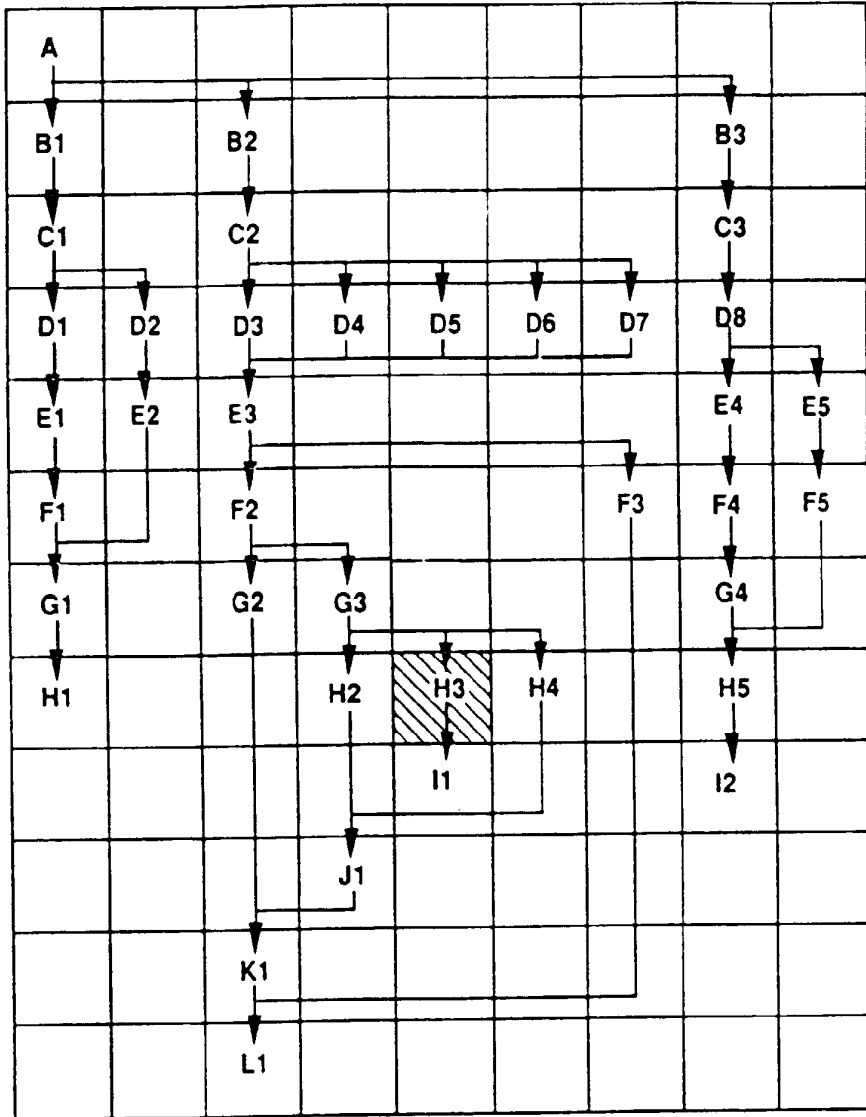 A
B1 B2 B3
C1 C2 C3
D1 D2 D3 D4 D5 D6 D7 D8
E1 E2 E3 E4 E5
F1 F2 F3 F4 F5
G1 G2 G3 G4
H1 H2 H3 H4 H5
I1 I2
J1
K1
L1